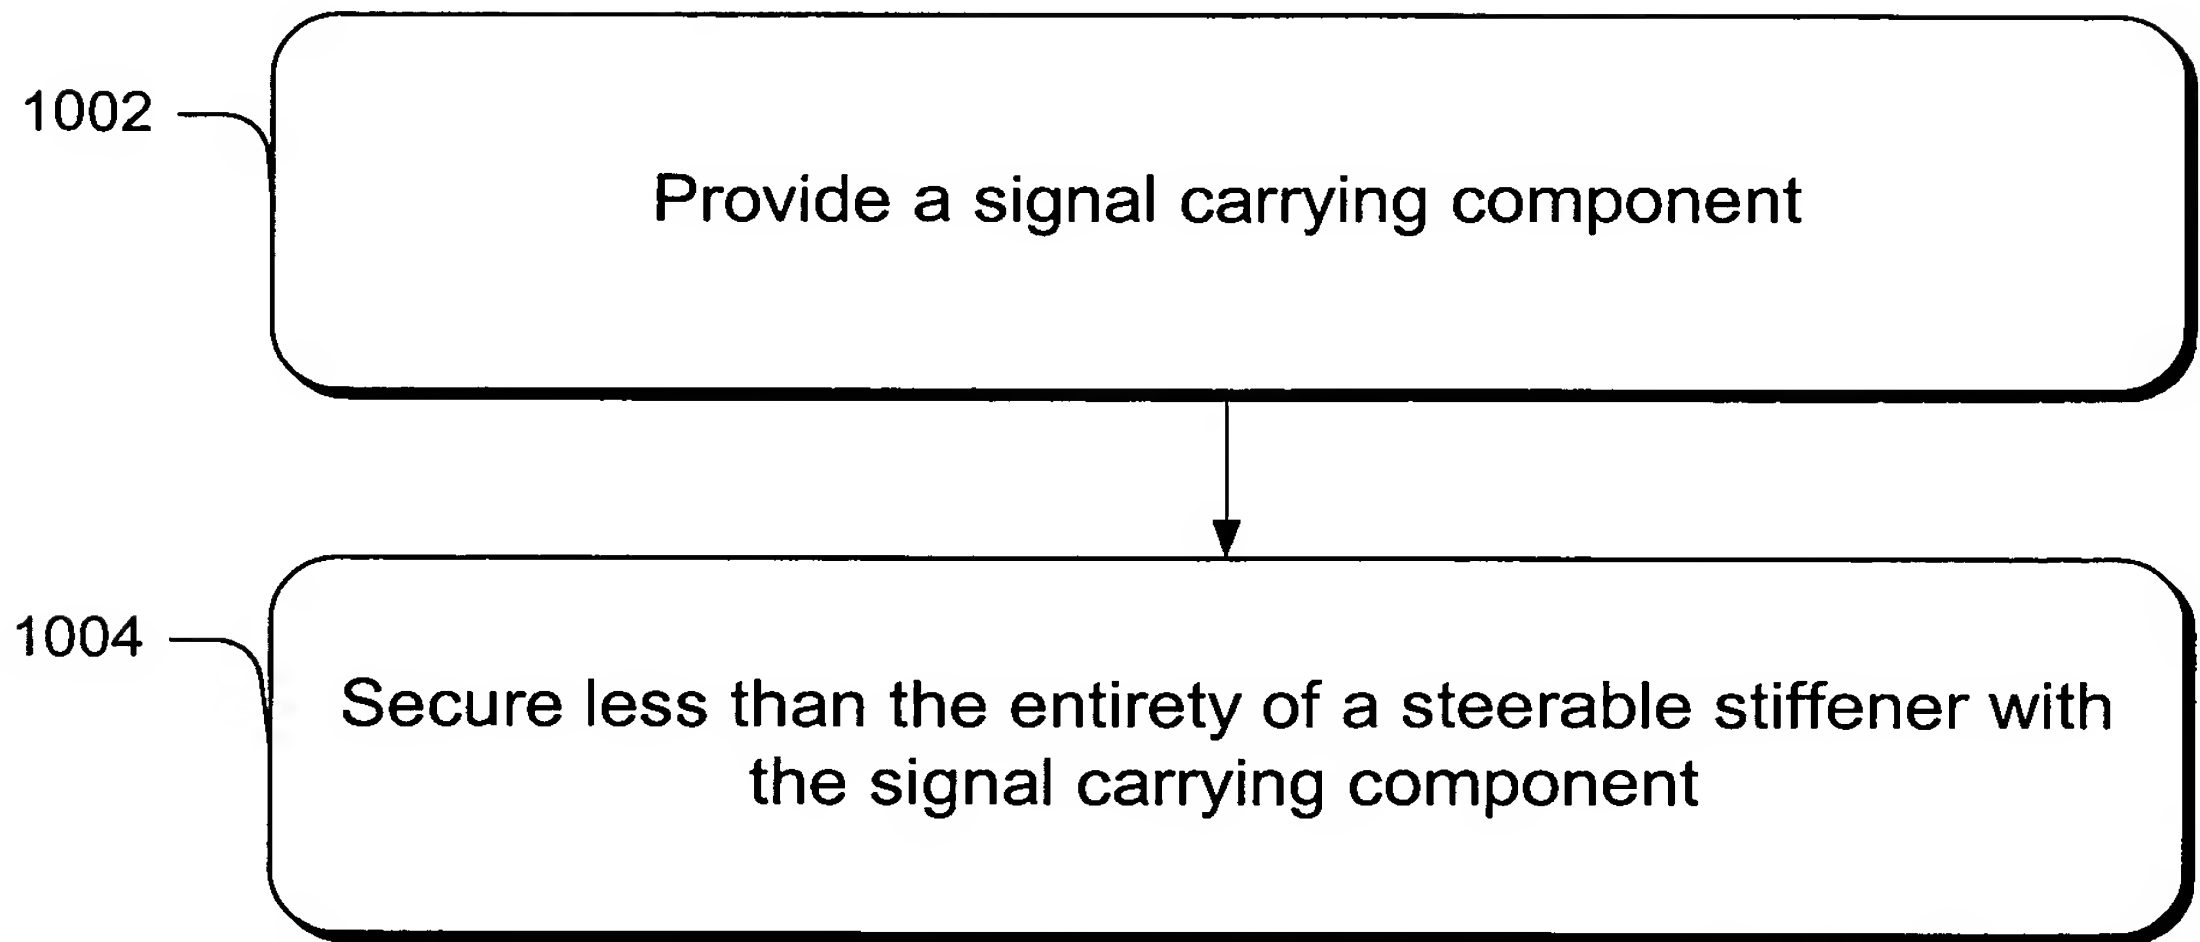 1002
Provide a signal carrying component
1004
Secure less than the entirety of a steerable stiffener with
the signal carrying component